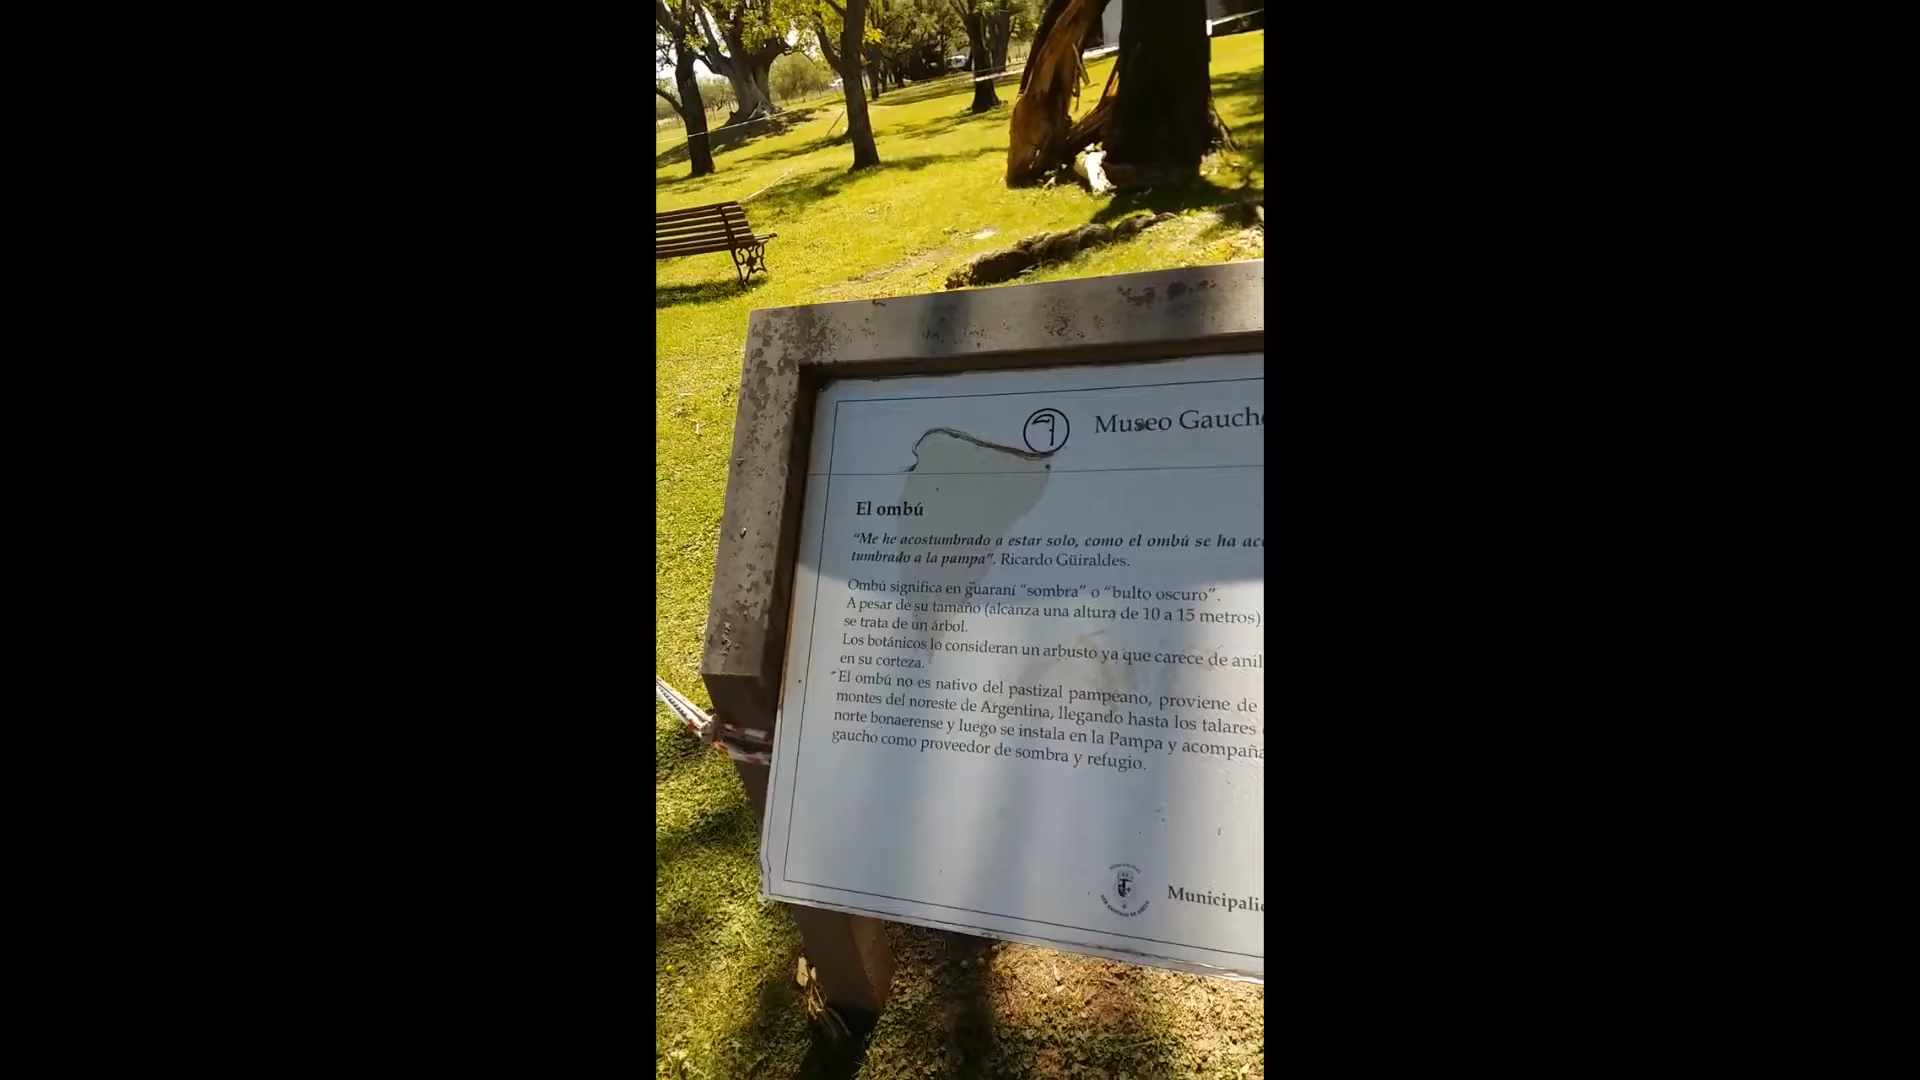 Museo Gauch
El ombú
“Me he acostumbrado a estar solo, como el ombú se ha ac
tumbrado a la pampa”. Ricardo Güiraldes.
Ombú significa en guaraní “sombra” o “bulto oscuro”.
A pesar de su tamaño (alcanza una altura de 10 a 15 metros)
se trata de un árbol.
Los botánicos lo consideran un arbusto ya que carece de anil
en su corteza.
El ombú no es nativo del pastizal pampeano, proviene de
montes del noreste de Argentina, llegando hasta los talares
norte bonaerense y luego se instala en la Pampa y acompaña
gaucho como proveedor de sombra y refugio.
Municipali